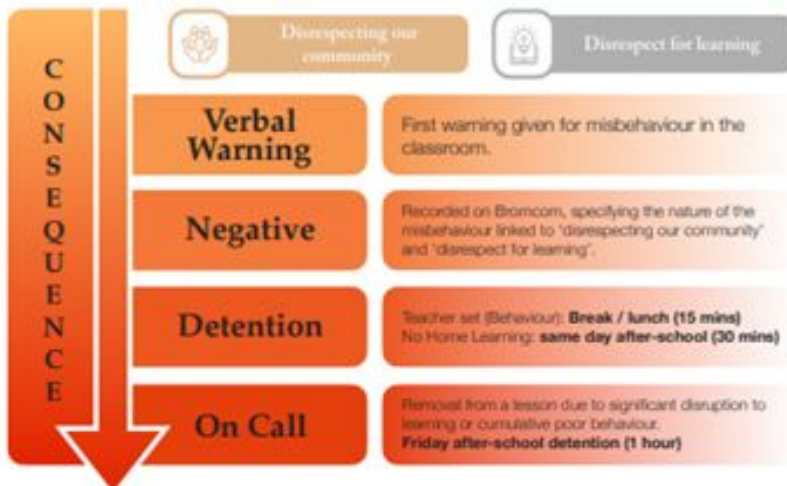 CONSEQUENCE
Disrespecting our
community
Disrespect for learning
Verbal
Warning
First warning given for misbehaviour in the
classroom.
Negative
Recorded on Bromcom, specifying the nature of the
misbehaviour linked to 'disrespecting our community'
and 'disrespect for learning'.
Detention
Teacher set (Behaviour): Break / lunch (15 mins)
No Home Learning: same day after-school (30 mins)
On Call
Removal from a lesson due to significant disruption to
learning or cumulative poor behaviour.
Friday after-school detention (1 hour)